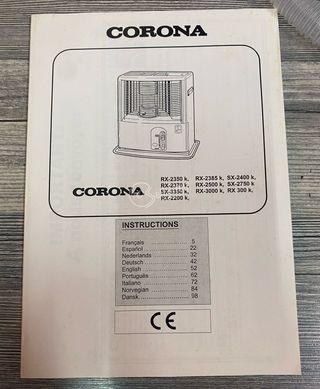 CORONA
RX-2350 k, RX-2385 k, SX-2400 k,
RX-2370 k, RX-2500 k, SX-2750 k
SX-3350 k, RX-3000 k, RX 300 k,
RX-2200 k,
CORONA
INSTRUCTIONS
Français ............ 5
Español ............ 22
Nederlands ............ 32
Deutsch ............ 42
English ............ 52
Português ............ 62
Italiano ............ 72
Norwegian ............ 84
Dansk ............ 98
CE